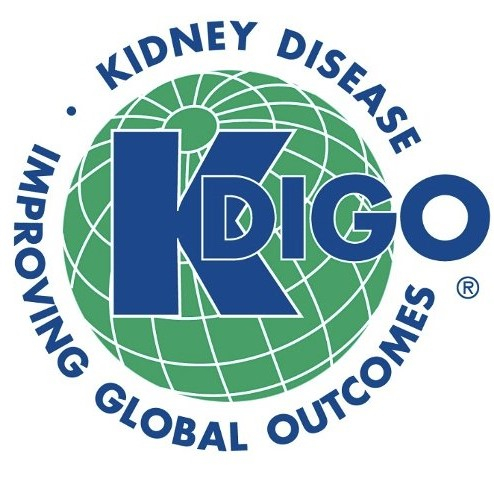 KIDNEY DISEASE
KDIGO
®
IMPROVING GLOBAL OUTCOMES